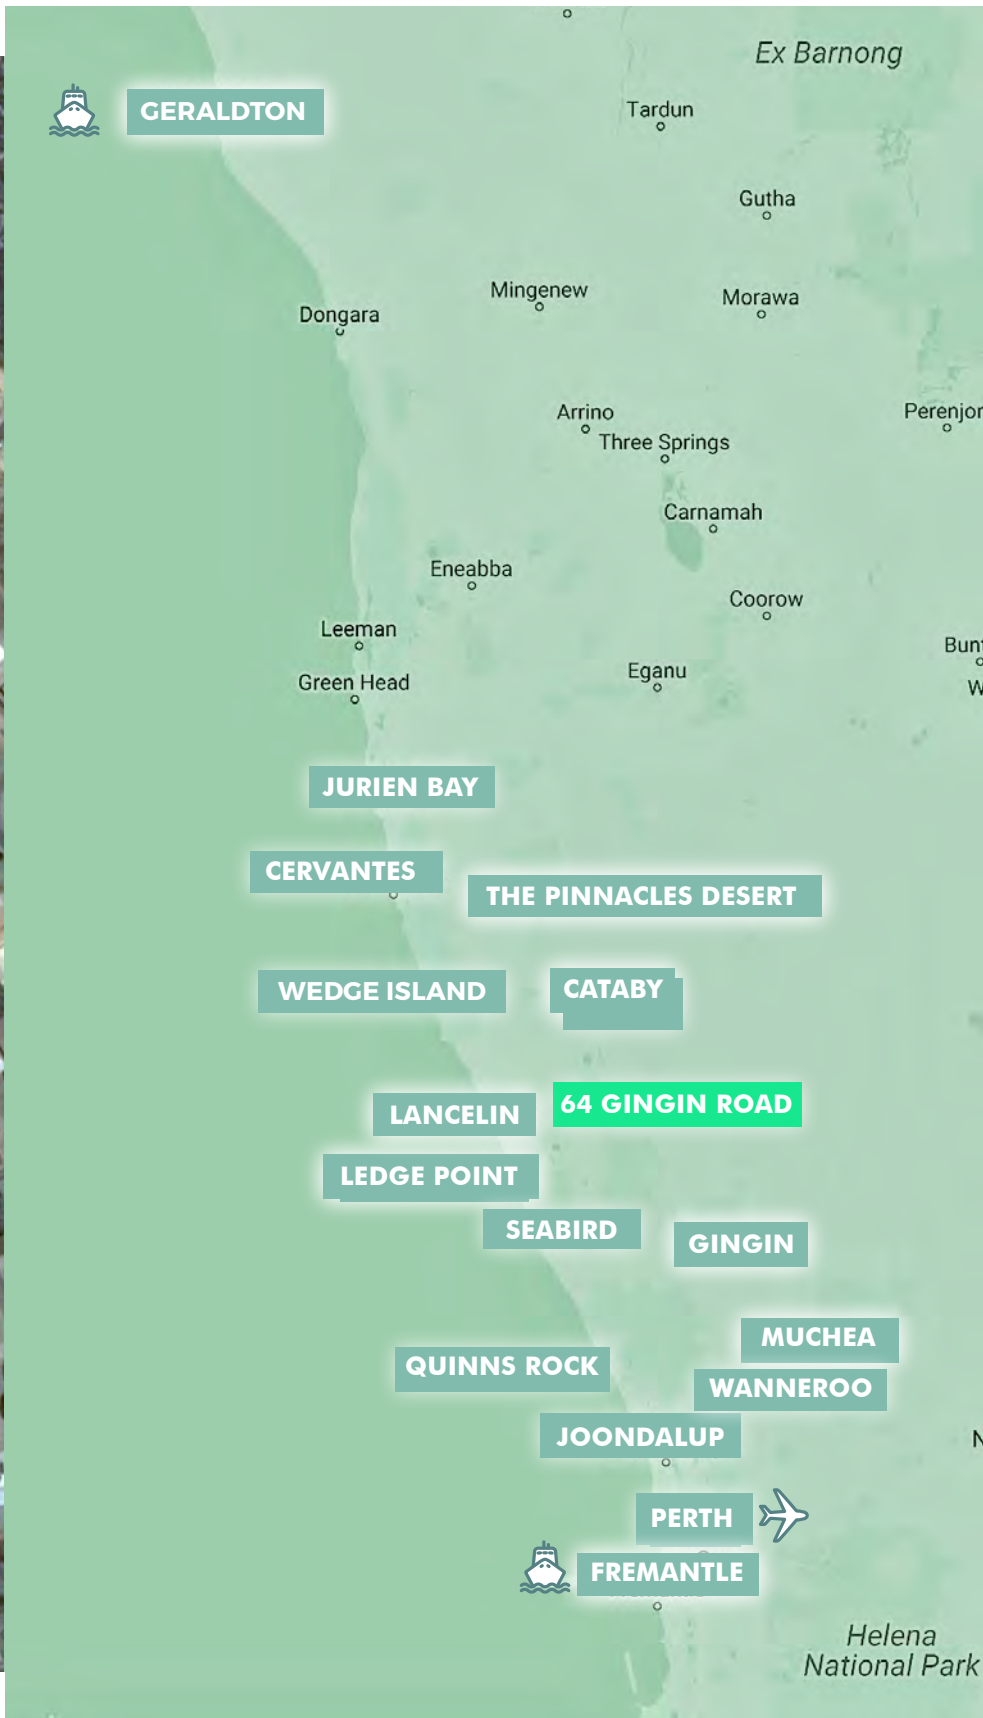 Ex Barnong
GERALDTON
Tardun
Gutha
Mingenew
Morawa
Dongara
Arrino
Perenjor
Three Springs
Carnamah
Eneabba
Coorow
Leeman
Bunt
Eganu
Green Head
W
JURIEN BAY
CERVANTES
THE PINNACLES DESERT
WEDGE ISLAND
CATABY
64 GINGIN ROAD
LANCELIN
LEDGE POINT
SEABIRD
GINGIN
MUCHEA
QUINNS ROCK
WANNEROO
JOONDALUP
N
PERTH
FREMANTLE
Helena
National Park